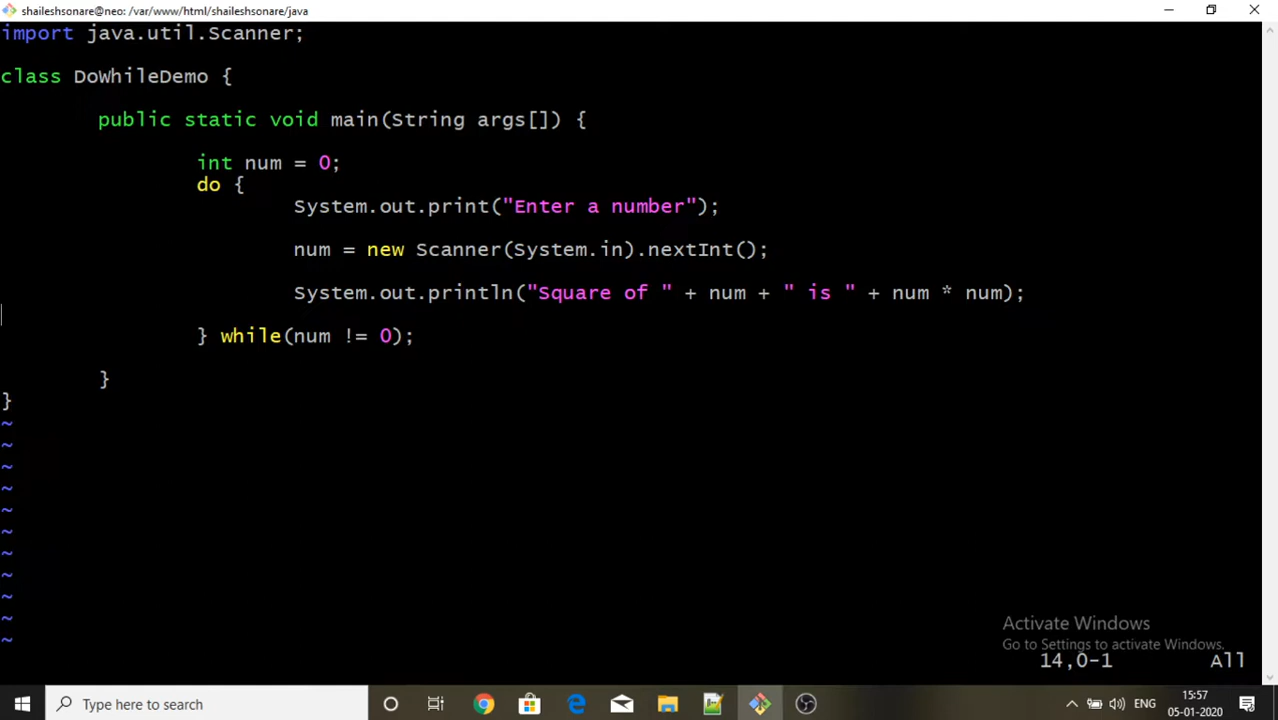 shaileshsonare@neo: /var/www/html/shaileshsonare/java
import java.util.Scanner;
class DoWhileDemo {
public static void main(String args[]) {
int num = 0;
do {
System.out.print("Enter a number");
num = new Scanner(System.in).nextInt();
System.out.println("Square of " + num + " is " + num * num);
} while(num != 0);
}
}
~
~
~
~
~
~
~
~
~
~
~
Activate Windows
Go to Settings to activate Windows.
14,0-1 All
Type here to search
ENG
15:57
05-01-2020